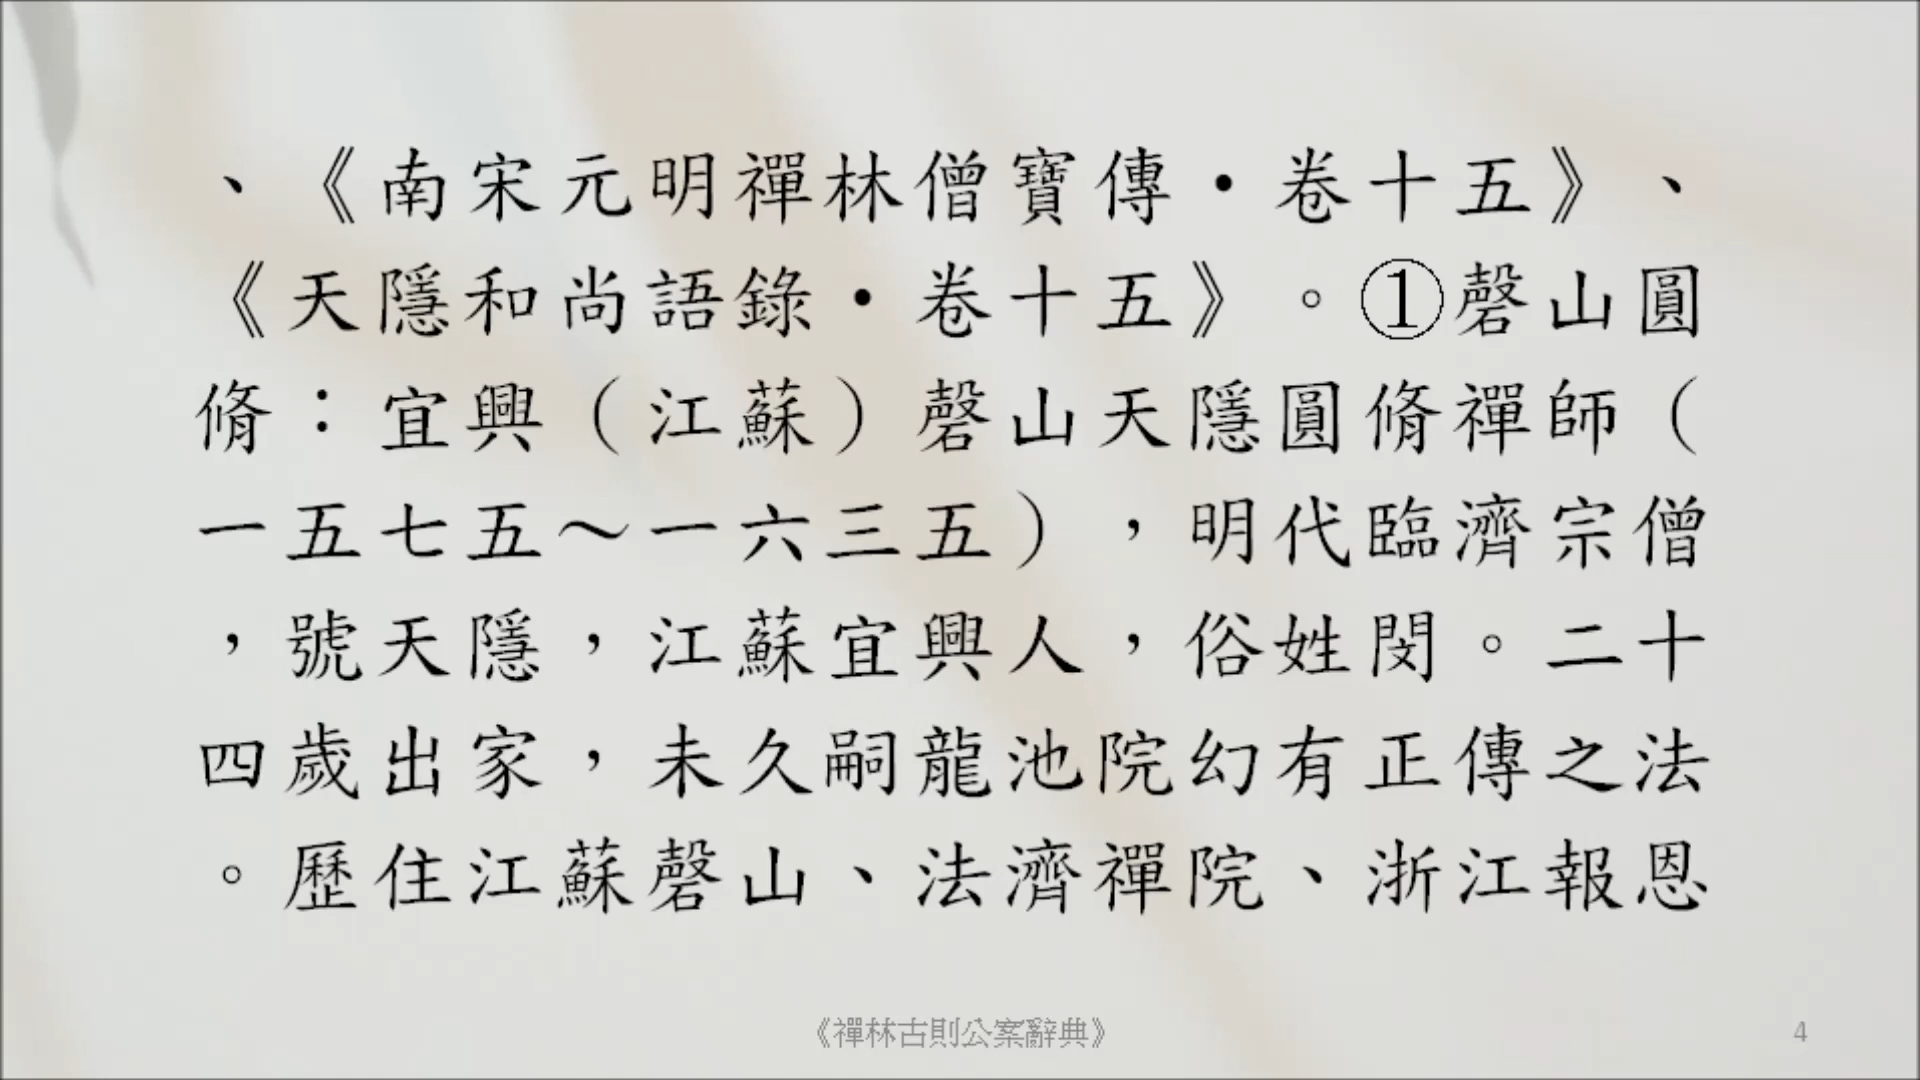 、《南宋元明禪林僧寶傳•卷十五》、
《天隱和尚語錄•卷十五》。①磬山圓
脩：宜興（江蘇）磬山天隱圓脩禪師（
一五七五～一六三五），明代臨濟宗僧
，號天隱，江蘇宜興人，俗姓閔。二十
四歲出家，未久嗣龍池院幻有正傳之法
。歷住江蘇磬山、法濟禪院、浙江報恩
《禪林古則公案辭典》
4